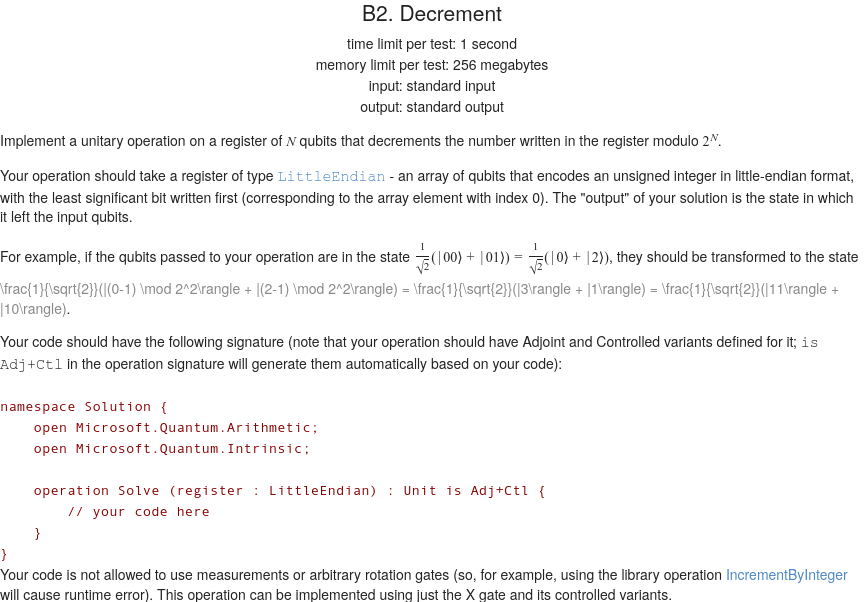 B2. Decrement
time limit per test: 1 second
memory limit per test: 256 megabytes
input: standard input
output: standard output
Implement a unitary operation on a register of N qubits that decrements the number written in the register modulo 2^N.
Your operation should take a register of type LittleEndian - an array of qubits that encodes an unsigned integer in little-endian format,
with the least significant bit written first (corresponding to the array element with index 0). The "output" of your solution is the state in which
it left the input qubits.
For example, if the qubits passed to your operation are in the state 1/√2(|00⟩ + |01⟩) = 1/√2(|0⟩ + |2⟩), they should be transformed to the state
\frac{1}{\sqrt{2}}(|(0-1) \mod 2^2\rangle + |(2-1) \mod 2^2\rangle) = \frac{1}{\sqrt{2}}(|3\rangle + |1\rangle) = \frac{1}{\sqrt{2}}(|11\rangle +
|10\rangle).
Your code should have the following signature (note that your operation should have Adjoint and Controlled variants defined for it; is
Adj+Ctl in the operation signature will generate them automatically based on your code):
namespace Solution {
    open Microsoft.Quantum.Arithmetic;
    open Microsoft.Quantum.Intrinsic;
    operation Solve (register : LittleEndian) : Unit is Adj+Ctl {
        // your code here
    }
}
Your code is not allowed to use measurements or arbitrary rotation gates (so, for example, using the library operation IncrementByInteger
will cause runtime error). This operation can be implemented using just the X gate and its controlled variants.